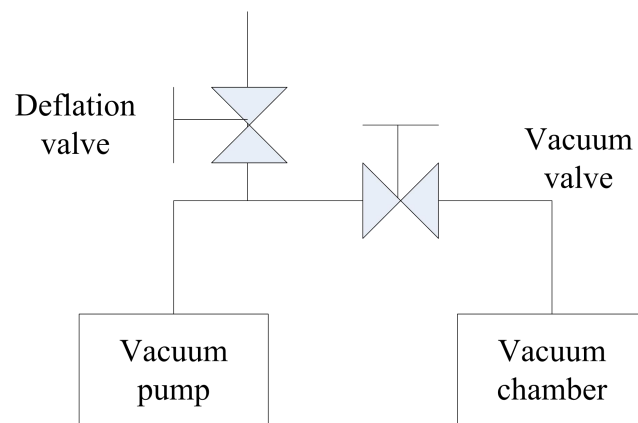 Deflation
valve
Vacuum
valve
Vacuum
pump
Vacuum
chamber